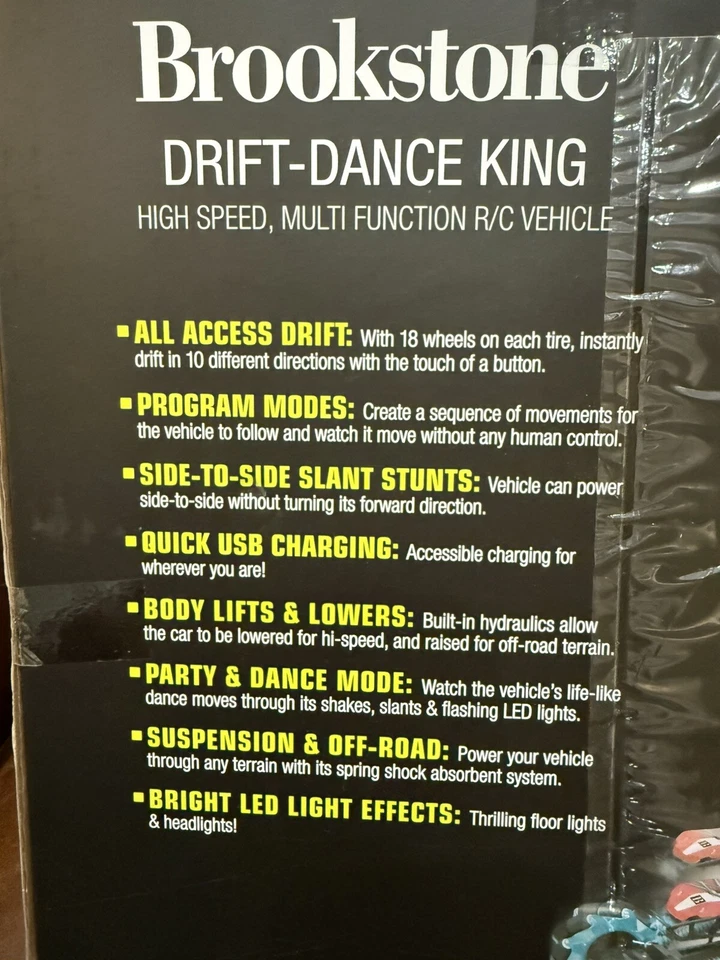 Brookstone
DRIFT-DANCE KING
HIGH SPEED, MULTI FUNCTION R/C VEHICLE
▪ ALL ACCESS DRIFT: With 18 wheels on each tire, instantly
drift in 10 different directions with the touch of a button.
▪ PROGRAM MODES: Create a sequence of movements for
the vehicle to follow and watch it move without any human control.
▪ SIDE-TO-SIDE SLANT STUNTS: Vehicle can power
side-to-side without turning its forward direction.
▪ QUICK USB CHARGING: Accessible charging for
wherever you are!
▪ BODY LIFTS & LOWERS: Built-in hydraulics allow
the car to be lowered for hi-speed, and raised for off-road terrain.
▪ PARTY & DANCE MODE: Watch the vehicle's life-like
dance moves through its shakes, slants & flashing LED lights.
▪ SUSPENSION & OFF-ROAD: Power your vehicle
through any terrain with its spring shock absorbent system.
▪ BRIGHT LED LIGHT EFFECTS: Thrilling floor lights
& headlights!